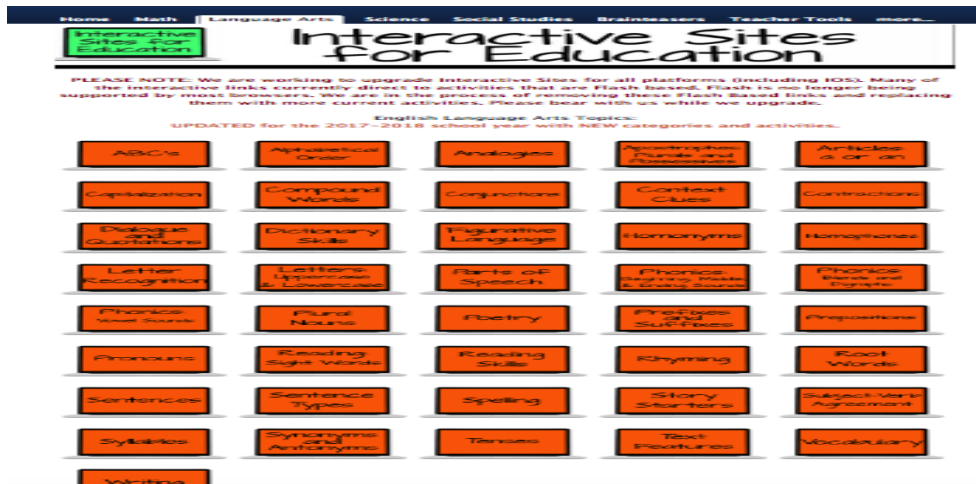 Home Math Language Arts Science Social Studies Brainteasers Teacher Tools more...
Interactive
Sites for
Education
Interactive Sites
for Education
PLEASE NOTE: We are working to upgrade Interactive Sites for all platforms (including IOS). Many of
the interactive links currently direct to activities that are Flash based. Flash is no longer being
supported by most browsers. We are in the process of removing these Flash Based links and replacing
them with more current activities. Please bear with us while we upgrade.
English Language Arts Topics:
UPDATED for the 2017-2018 school year with NEW categories and activities.
ABC's
Alphabetical
Order
Analogies
Apostrophes:
Plurals and
Possessives
Articles
a or an
Capitalization
Compound
Words
Conjunctions
Context
Clues
Contractions
Dialogue
and
Quotations
Dictionary
Skills
Figurative
Language
Homonyms
Homophones
Letter
Recognition
Letters:
Uppercase
& Lowercase
Parts of
Speech
Phonics:
Beginning, Middle,
& Ending Sounds
Phonics:
Blends and
Digraphs
Phonics:
Vowel Sounds
Plural
Nouns
Poetry
Prefixes
and
Suffixes
Prepositions
Pronouns
Reading:
Sight Words
Reading
Skills
Rhyming
Root
Words
Sentences
Sentence
Types
Spelling
Story
Starters
Subject-Verb
Agreement
Syllables
Synonyms
and
Antonyms
Tenses
Text
Features
Vocabulary
Writing